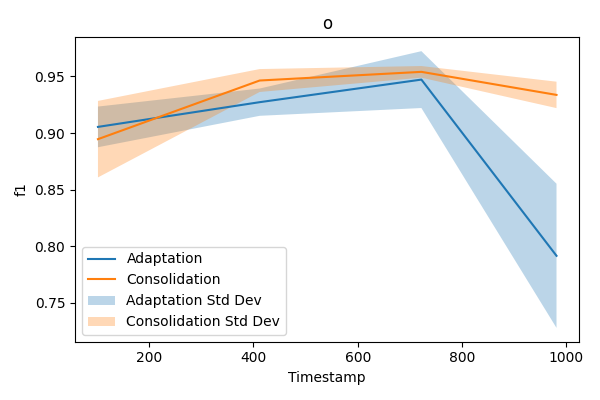 o
f1
0.95
0.90
0.85
0.80
0.75
Adaptation
Consolidation
Adaptation Std Dev
Consolidation Std Dev
200
400
600
800
1000
Timestamp